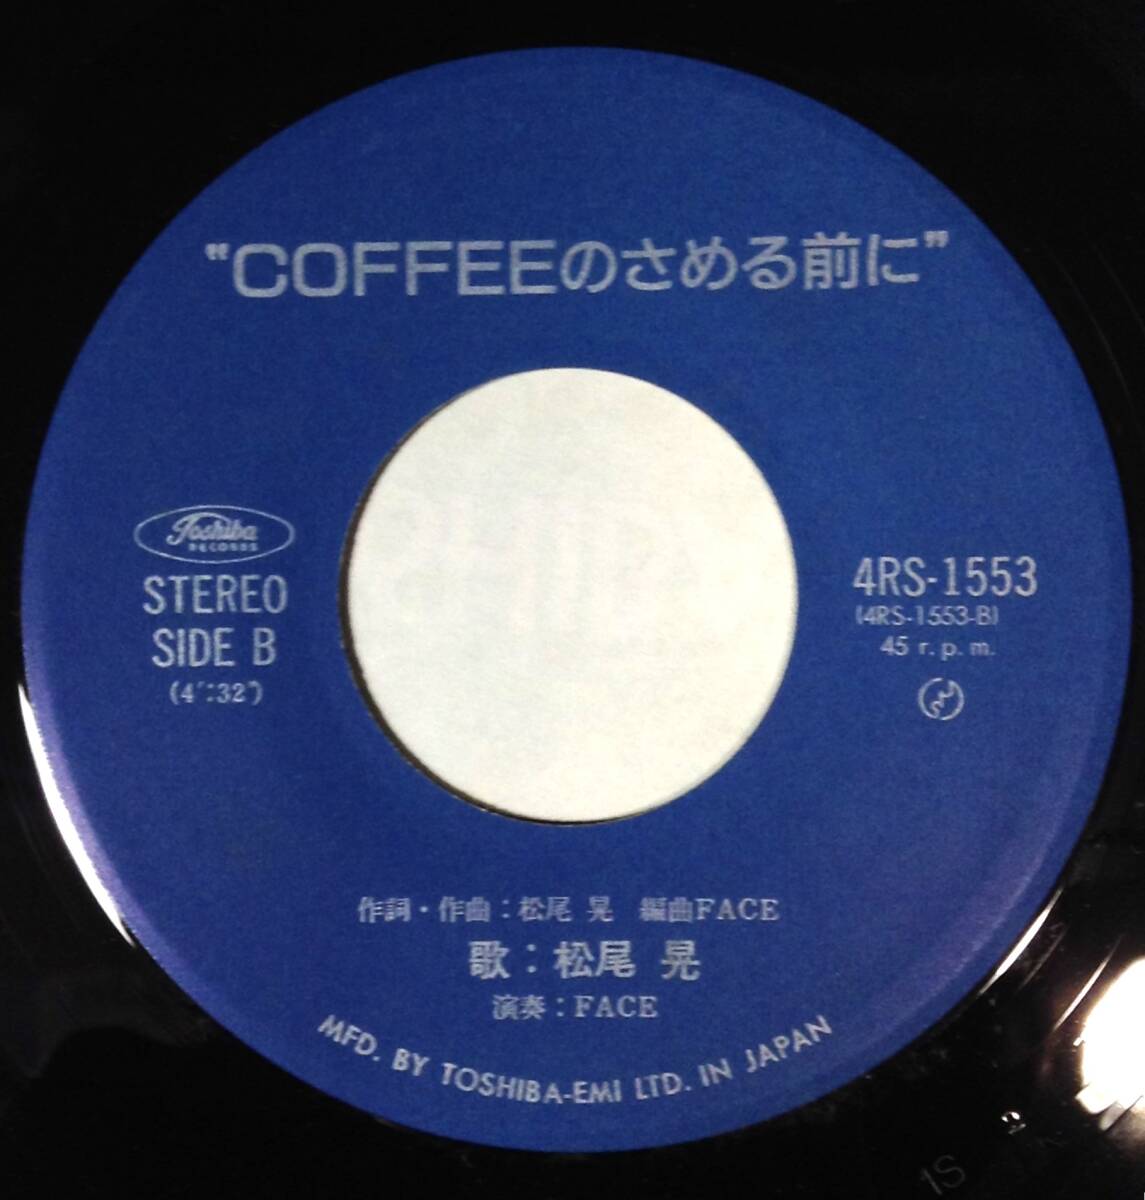 “COFFEEのさめる前に”
Toshiba
RECORDS
STEREO
SIDE B
(4′:32″)
4RS-1553
(4RS-1553-B)
45 r.p.m.
作詞・作曲：松尾 晃 編曲FACE
歌：松尾 晃
演奏：FACE
MFD. BY TOSHIBA-EMI LTD. IN JAPAN
1S